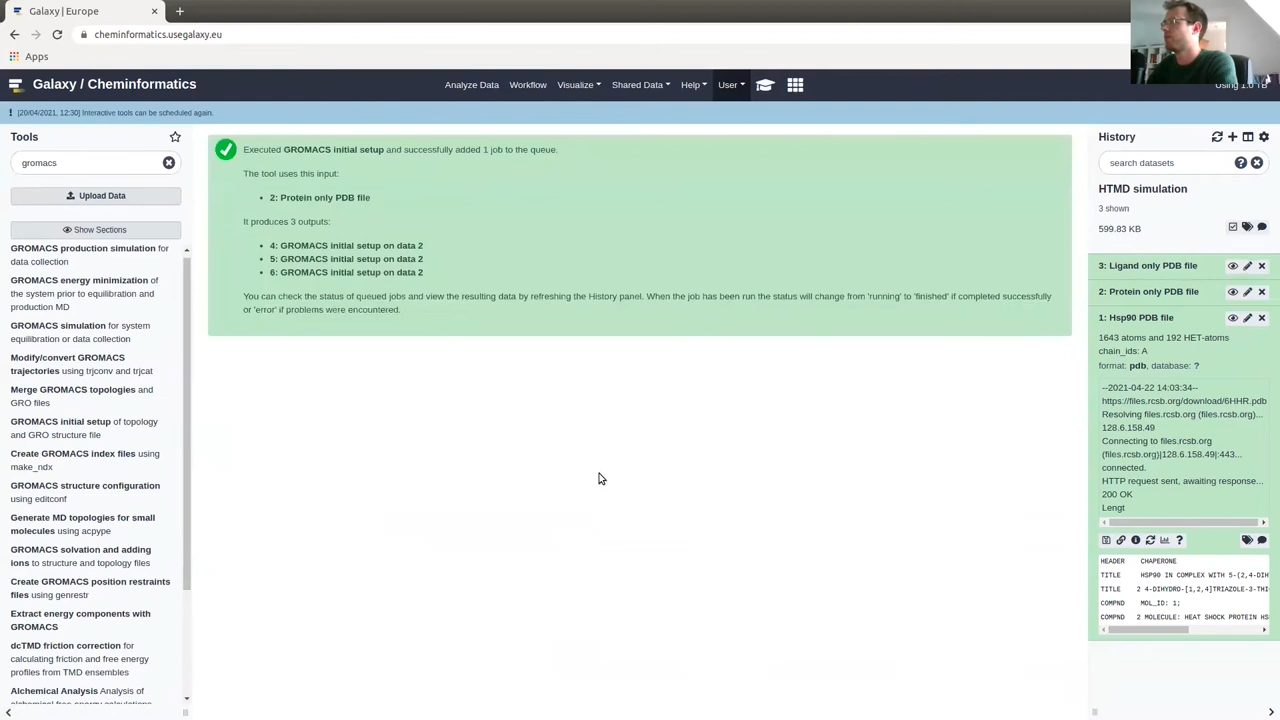 Galaxy | Europe
cheminformatics.usegalaxy.eu
Apps
Galaxy / Cheminformatics
Analyze Data
Workflow
Visualize
Shared Data
Help
User
[20/04/2021, 12:30] Interactive tools can be scheduled again.
Tools
gromacs
Upload Data
Show Sections
GROMACS production simulation for
data collection
GROMACS energy minimization of
the system prior to equilibration and
production MD
GROMACS simulation for system
equilibration or data collection
Modify/convert GROMACS
trajectories using trjconv and trjcat
Merge GROMACS topologies and
GRO files
GROMACS initial setup of topology
and GRO structure file
Create GROMACS index files using
make_ndx
GROMACS structure configuration
using editconf
Generate MD topologies for small
molecules using acpype
GROMACS solvation and adding
ions to structure and topology files
Create GROMACS position restraints
files using genrestr
Extract energy components with
GROMACS
dcTMD friction correction for
calculating friction and free energy
profiles from TMD ensembles
Alchemical Analysis Analysis of
Executed GROMACS initial setup and successfully added 1 job to the queue.
The tool uses this input:
2: Protein only PDB file
It produces 3 outputs:
4: GROMACS initial setup on data 2
5: GROMACS initial setup on data 2
6: GROMACS initial setup on data 2
You can check the status of queued jobs and view the resulting data by refreshing the History panel. When the job has been run the status will change from 'running' to 'finished' if completed successfully
or 'error' if problems were encountered.
History
search datasets
HTMD simulation
3 shown
599.83 KB
3: Ligand only PDB file
2: Protein only PDB file
1: Hsp90 PDB file
1643 atoms and 192 HET-atoms
chain_ids: A
format: pdb, database: ?
--2021-04-22 14:03:34--
https://files.rcsb.org/download/6HHR.pdb
Resolving files.rcsb.org (files.rcsb.org)...
128.6.158.49
Connecting to files.rcsb.org
(files.rcsb.org)|128.6.158.49|:443...
connected.
HTTP request sent, awaiting response...
200 OK
Lengt
HEADER CHAPERONE
TITLE HSP90 IN COMPLEX WITH 5-(2,4-DIH
TITLE 2 4-DIHYDRO-[1,2,4]TRIAZOLE-3-THI
COMPND MOL_ID: 1;
COMPND 2 MOLECULE: HEAT SHOCK PROTEIN HS